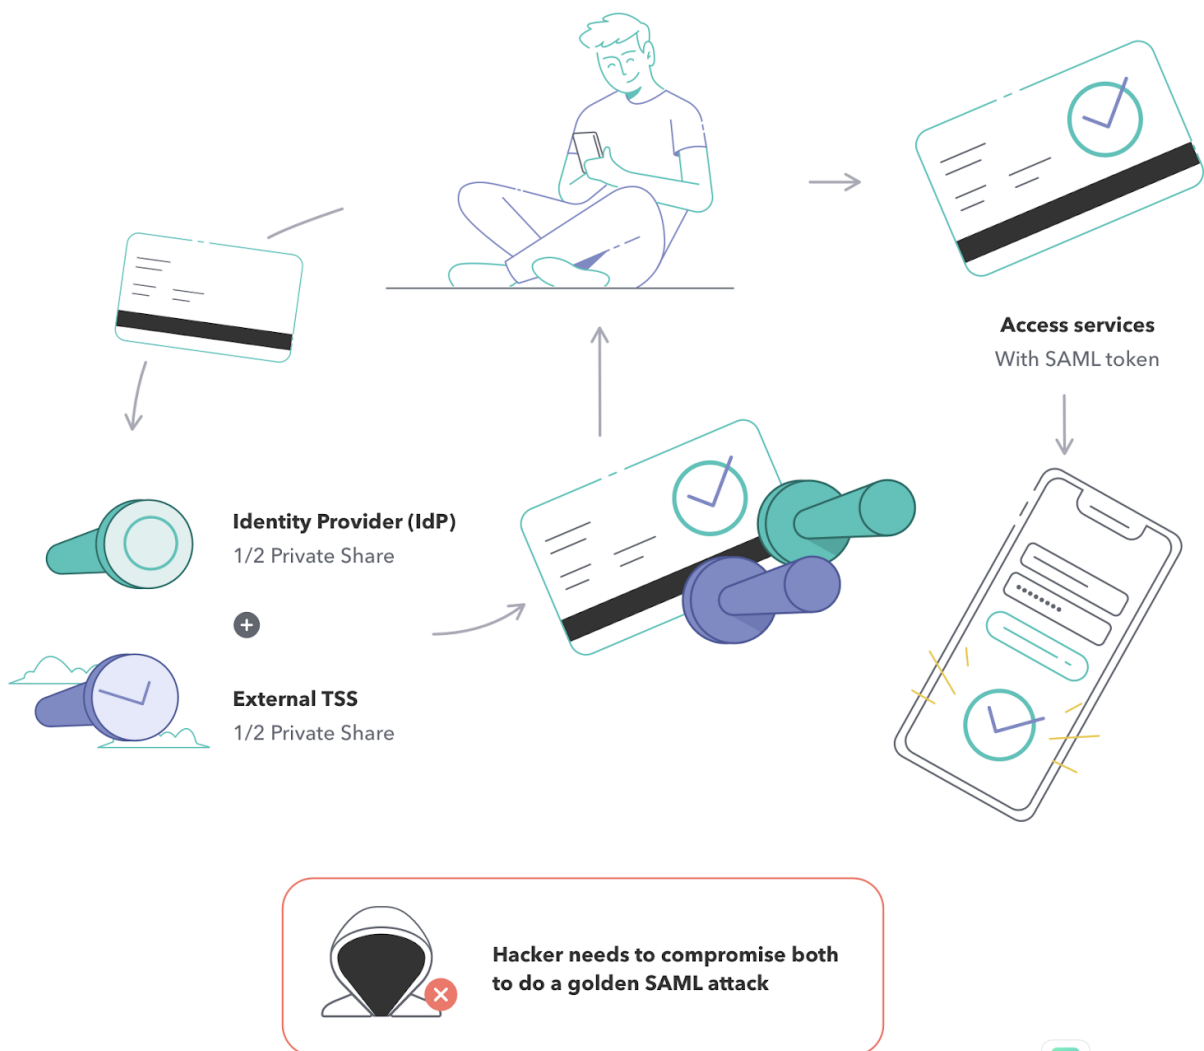 Access services
With SAML token
Identity Provider (IdP)
1/2 Private Share
External TSS
1/2 Private Share
Hacker needs to compromise both
to do a golden SAML attack